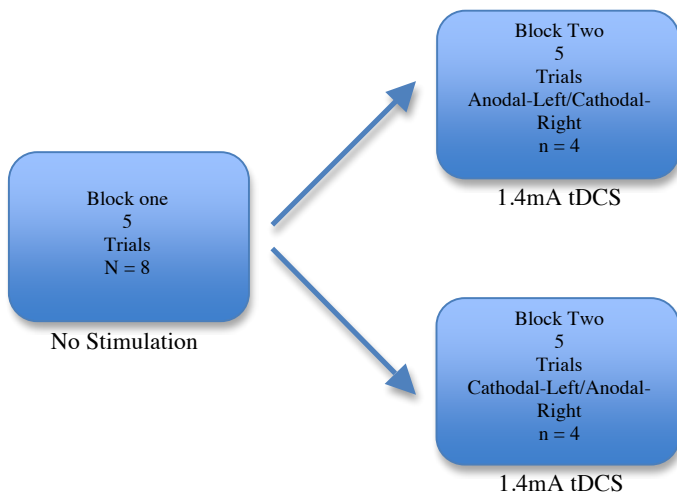 Block one
5
Trials
N = 8
No Stimulation
Block Two
5
Trials
Anodal-Left/Cathodal-
Right
n = 4
1.4mA tDCS
Block Two
5
Trials
Cathodal-Left/Anodal-
Right
n = 4
1.4mA tDCS